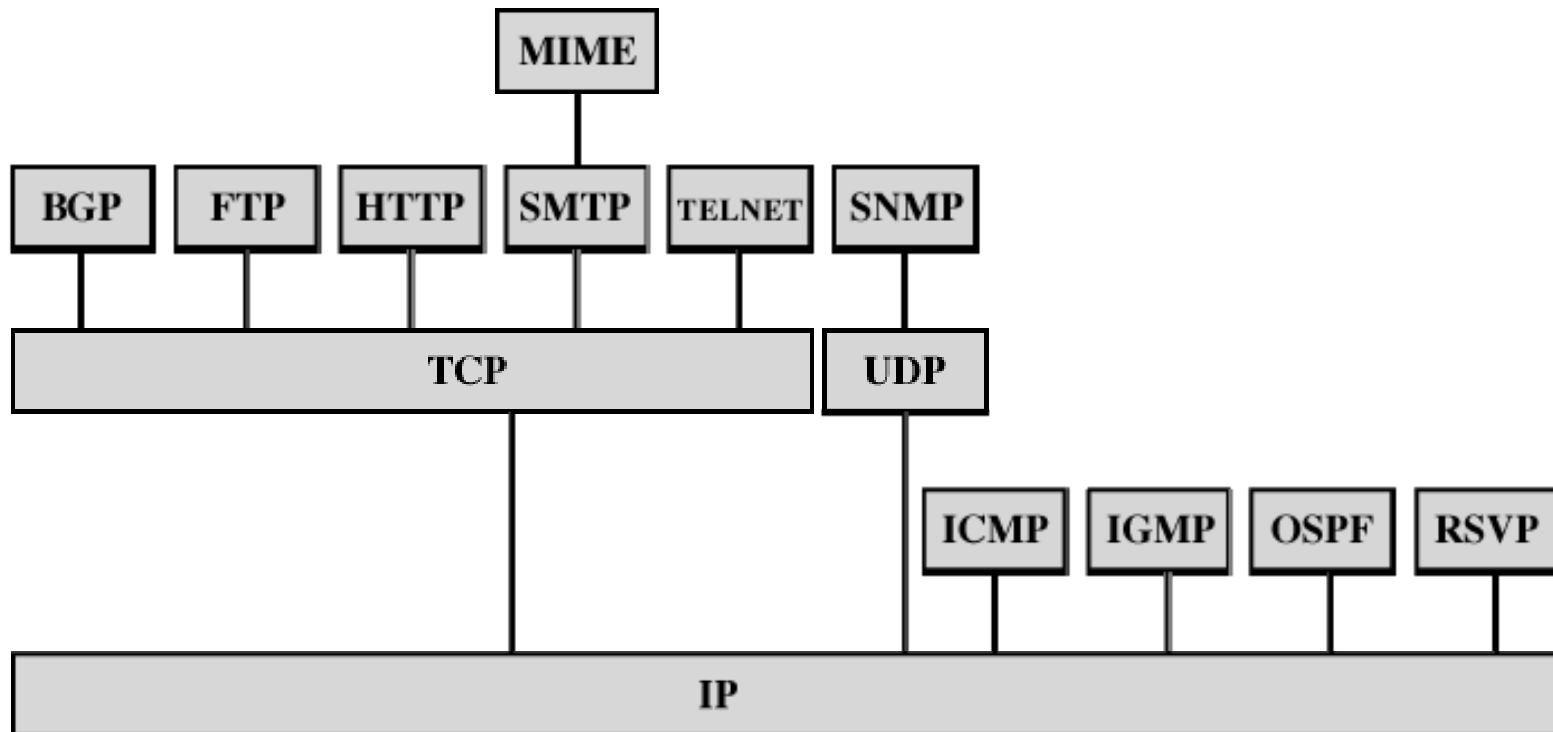 MIME
BGP FTP HTTP SMTP TELNET SNMP
TCP UDP
ICMP IGMP OSPF RSVP
IP